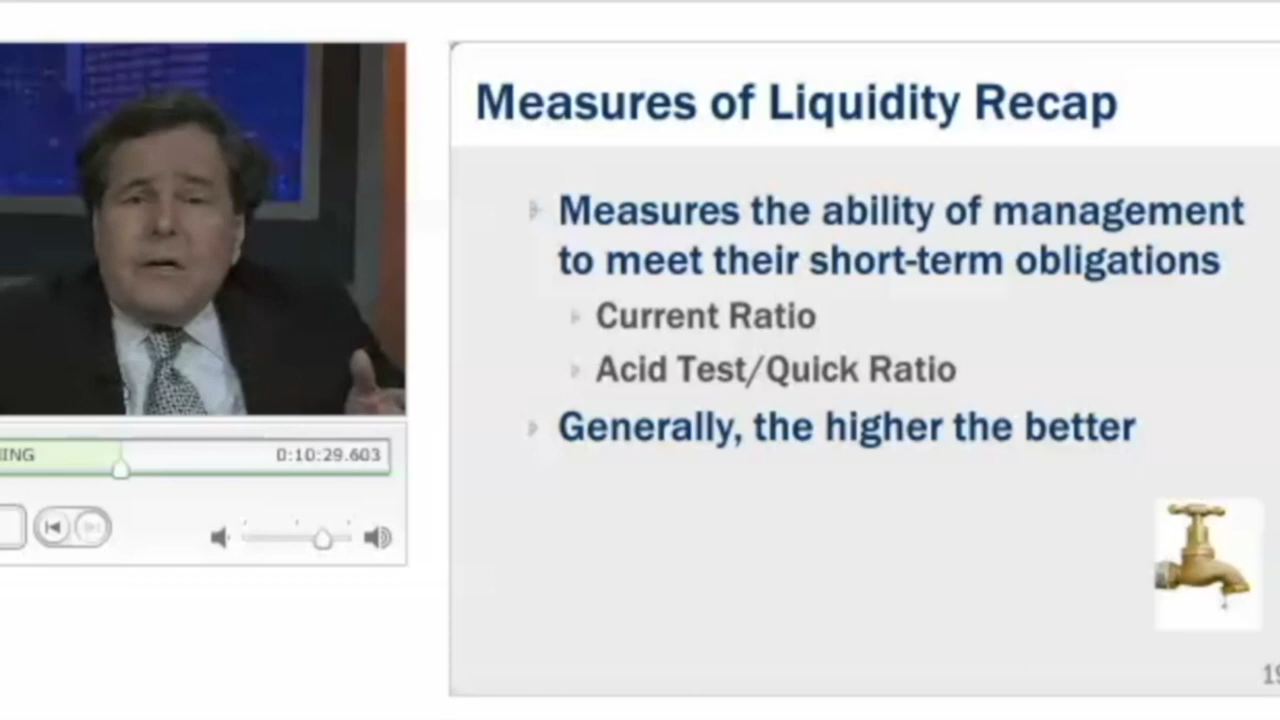 Measures of Liquidity Recap
Measures the ability of management
to meet their short-term obligations
Current Ratio
Acid Test/Quick Ratio
Generally, the higher the better
0:10:29.603